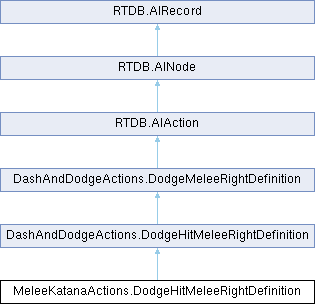 RTDB.AIRecord
RTDB.AINode
RTDB.AIAction
DashAndDodgeActions.DodgeMeleeRightDefinition
DashAndDodgeActions.DodgeHitMeleeRightDefinition
MeleeKatanaActions.DodgeHitMeleeRightDefinition